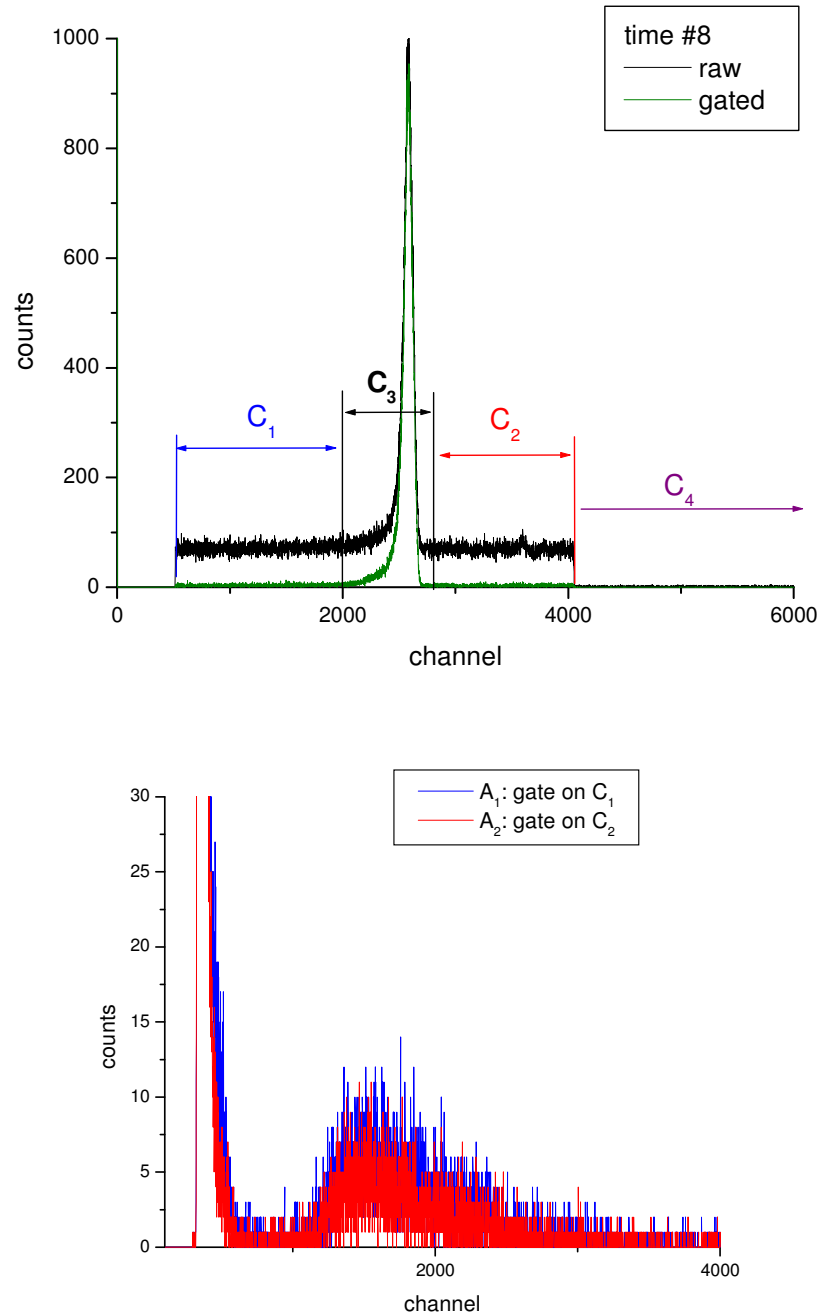 time #8
raw
gated
1000
800
600
400
200
0
counts
C₁
C₃
C₂
C₄
0
2000
4000
6000
channel
A₁: gate on C₁
A₂: gate on C₂
30
25
20
15
10
5
0
counts
2000
4000
channel